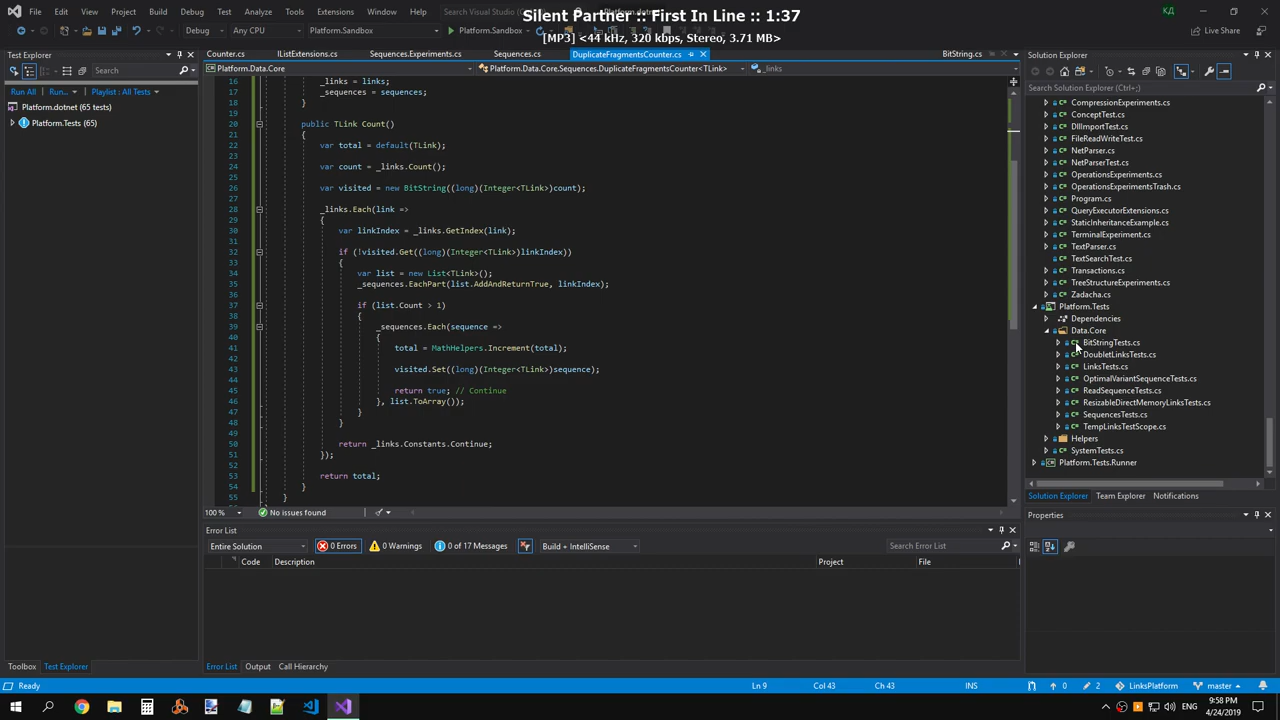 Silent Partner :: First In Line :: 1:37
[MP3] <44 khz, 320 kbps, Stereo, 3.71 MB>
File
Test
Analyze
Tools
Extensions
Window
Help
КД
Debug
Any CPU
Platform.Sandbox
Platform.Sandbox
Live Share
Test Explorer
Search
Run All | Run... | Playlist : All Tests
Platform.dotnet (65 tests)
Platform.Tests (65)
Counter.cs
IListExtensions.cs
Sequences.Experiments.cs
Sequences.cs
DuplicateFragmentsCounter.cs
BitString.cs
Platform.Data.Core
Platform.Data.Core.Sequences.DuplicateFragmentsCounter<TLink>
_links
16 _links = links;
17 _sequences = sequences;
18 }
19
20 public TLink Count()
21 {
22 var total = default(TLink);
23
24 var count = _links.Count();
25
26 var visited = new BitString((long)(Integer<TLink>)count);
27
28 _links.Each(link =>
29 {
30 var linkIndex = _links.GetIndex(link);
31
32 if (!visited.Get((long)(Integer<TLink>)linkIndex))
33 {
34 var list = new List<TLink>();
35 _sequences.EachPart(list.AddAndReturnTrue, linkIndex);
36
37 if (list.Count > 1)
38 {
39 _sequences.Each(sequence =>
40 {
41 total = MathHelpers.Increment(total);
42
43 visited.Set((long)(Integer<TLink>)sequence);
44
45 return true; // Continue
46 }, list.ToArray());
47 }
48 }
49
50 return _links.Constants.Continue;
51 });
52
53 return total;
54 }
55 }
100 %
No issues found
Error List
Entire Solution
0 Errors
0 Warnings
0 of 17 Messages
Build + IntelliSense
Search Error List
Code
Description
Project
File
Error List
Output
Call Hierarchy
Toolbox
Test Explorer
Solution Explorer
Search Solution Explorer (Ctrl+;)
CompressionExperiments.cs
ConceptTest.cs
DllImportTest.cs
FileReadWriteTest.cs
NetParser.cs
NetParserTest.cs
OperationsExperiments.cs
OperationsExperimentsTrash.cs
Program.cs
QueryExecutorExtensions.cs
StaticInheritanceExample.cs
TerminalExperiment.cs
TextParser.cs
TextSearchTest.cs
Transactions.cs
TreeStructureExperiments.cs
Zadacha.cs
Platform.Tests
Dependencies
Data.Core
BitStringTests.cs
DoubletLinksTests.cs
LinksTests.cs
OptimalVariantSequenceTests.cs
ReadSequenceTests.cs
ResizableDirectMemoryLinksTests.cs
SequencesTests.cs
TempLinksTestScope.cs
Helpers
SystemTests.cs
Platform.Tests.Runner
Solution Explorer
Team Explorer
Notifications
Properties
Ready
Ln 9
Col 43
Ch 43
INS
0
2
LinksPlatform
master
ENG
9:58 PM
4/24/2019